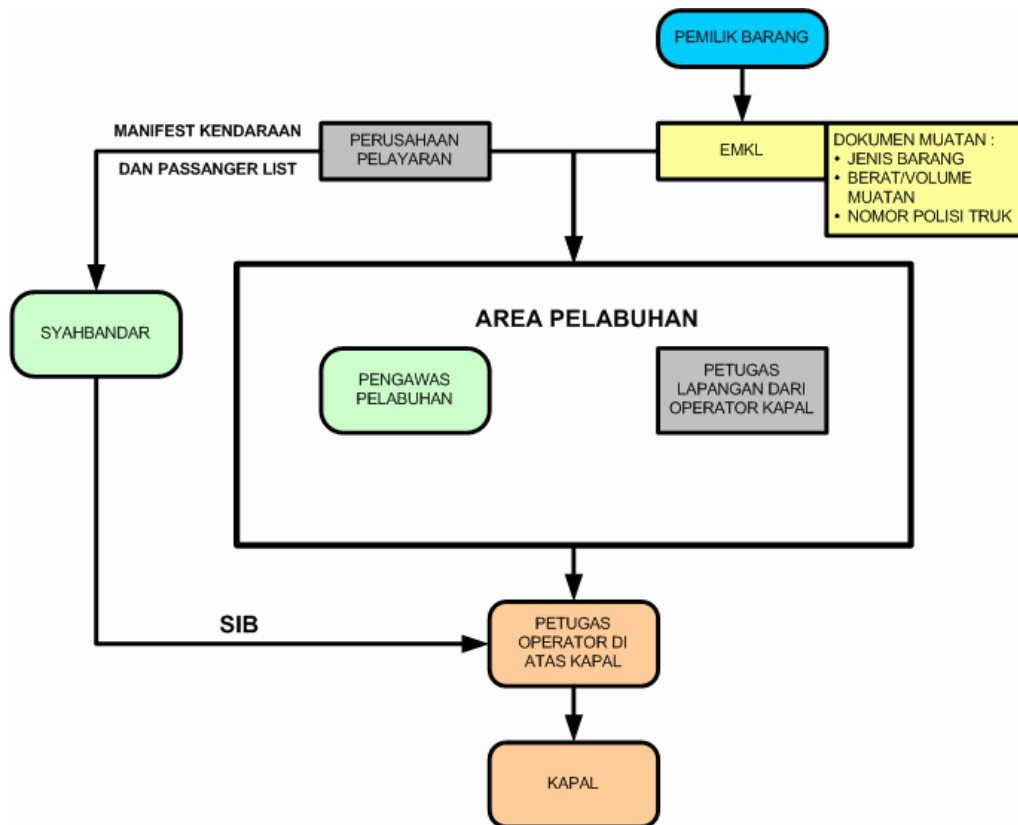 PEMILIK BARANG
MANIFEST KENDARAAN
DAN PASSANGER LIST
PERUSAHAAN
PELAYARAN
EMKL
DOKUMEN MUATAN :
• JENIS BARANG
• BERAT/VOLUME
MUATAN
• NOMOR POLISI TRUK
SYAHBANDAR
AREA PELABUHAN
PENGAWAS
PELABUHAN
PETUGAS
LAPANGAN DARI
OPERATOR KAPAL
SIB
PETUGAS
OPERATOR DI
ATAS KAPAL
KAPAL